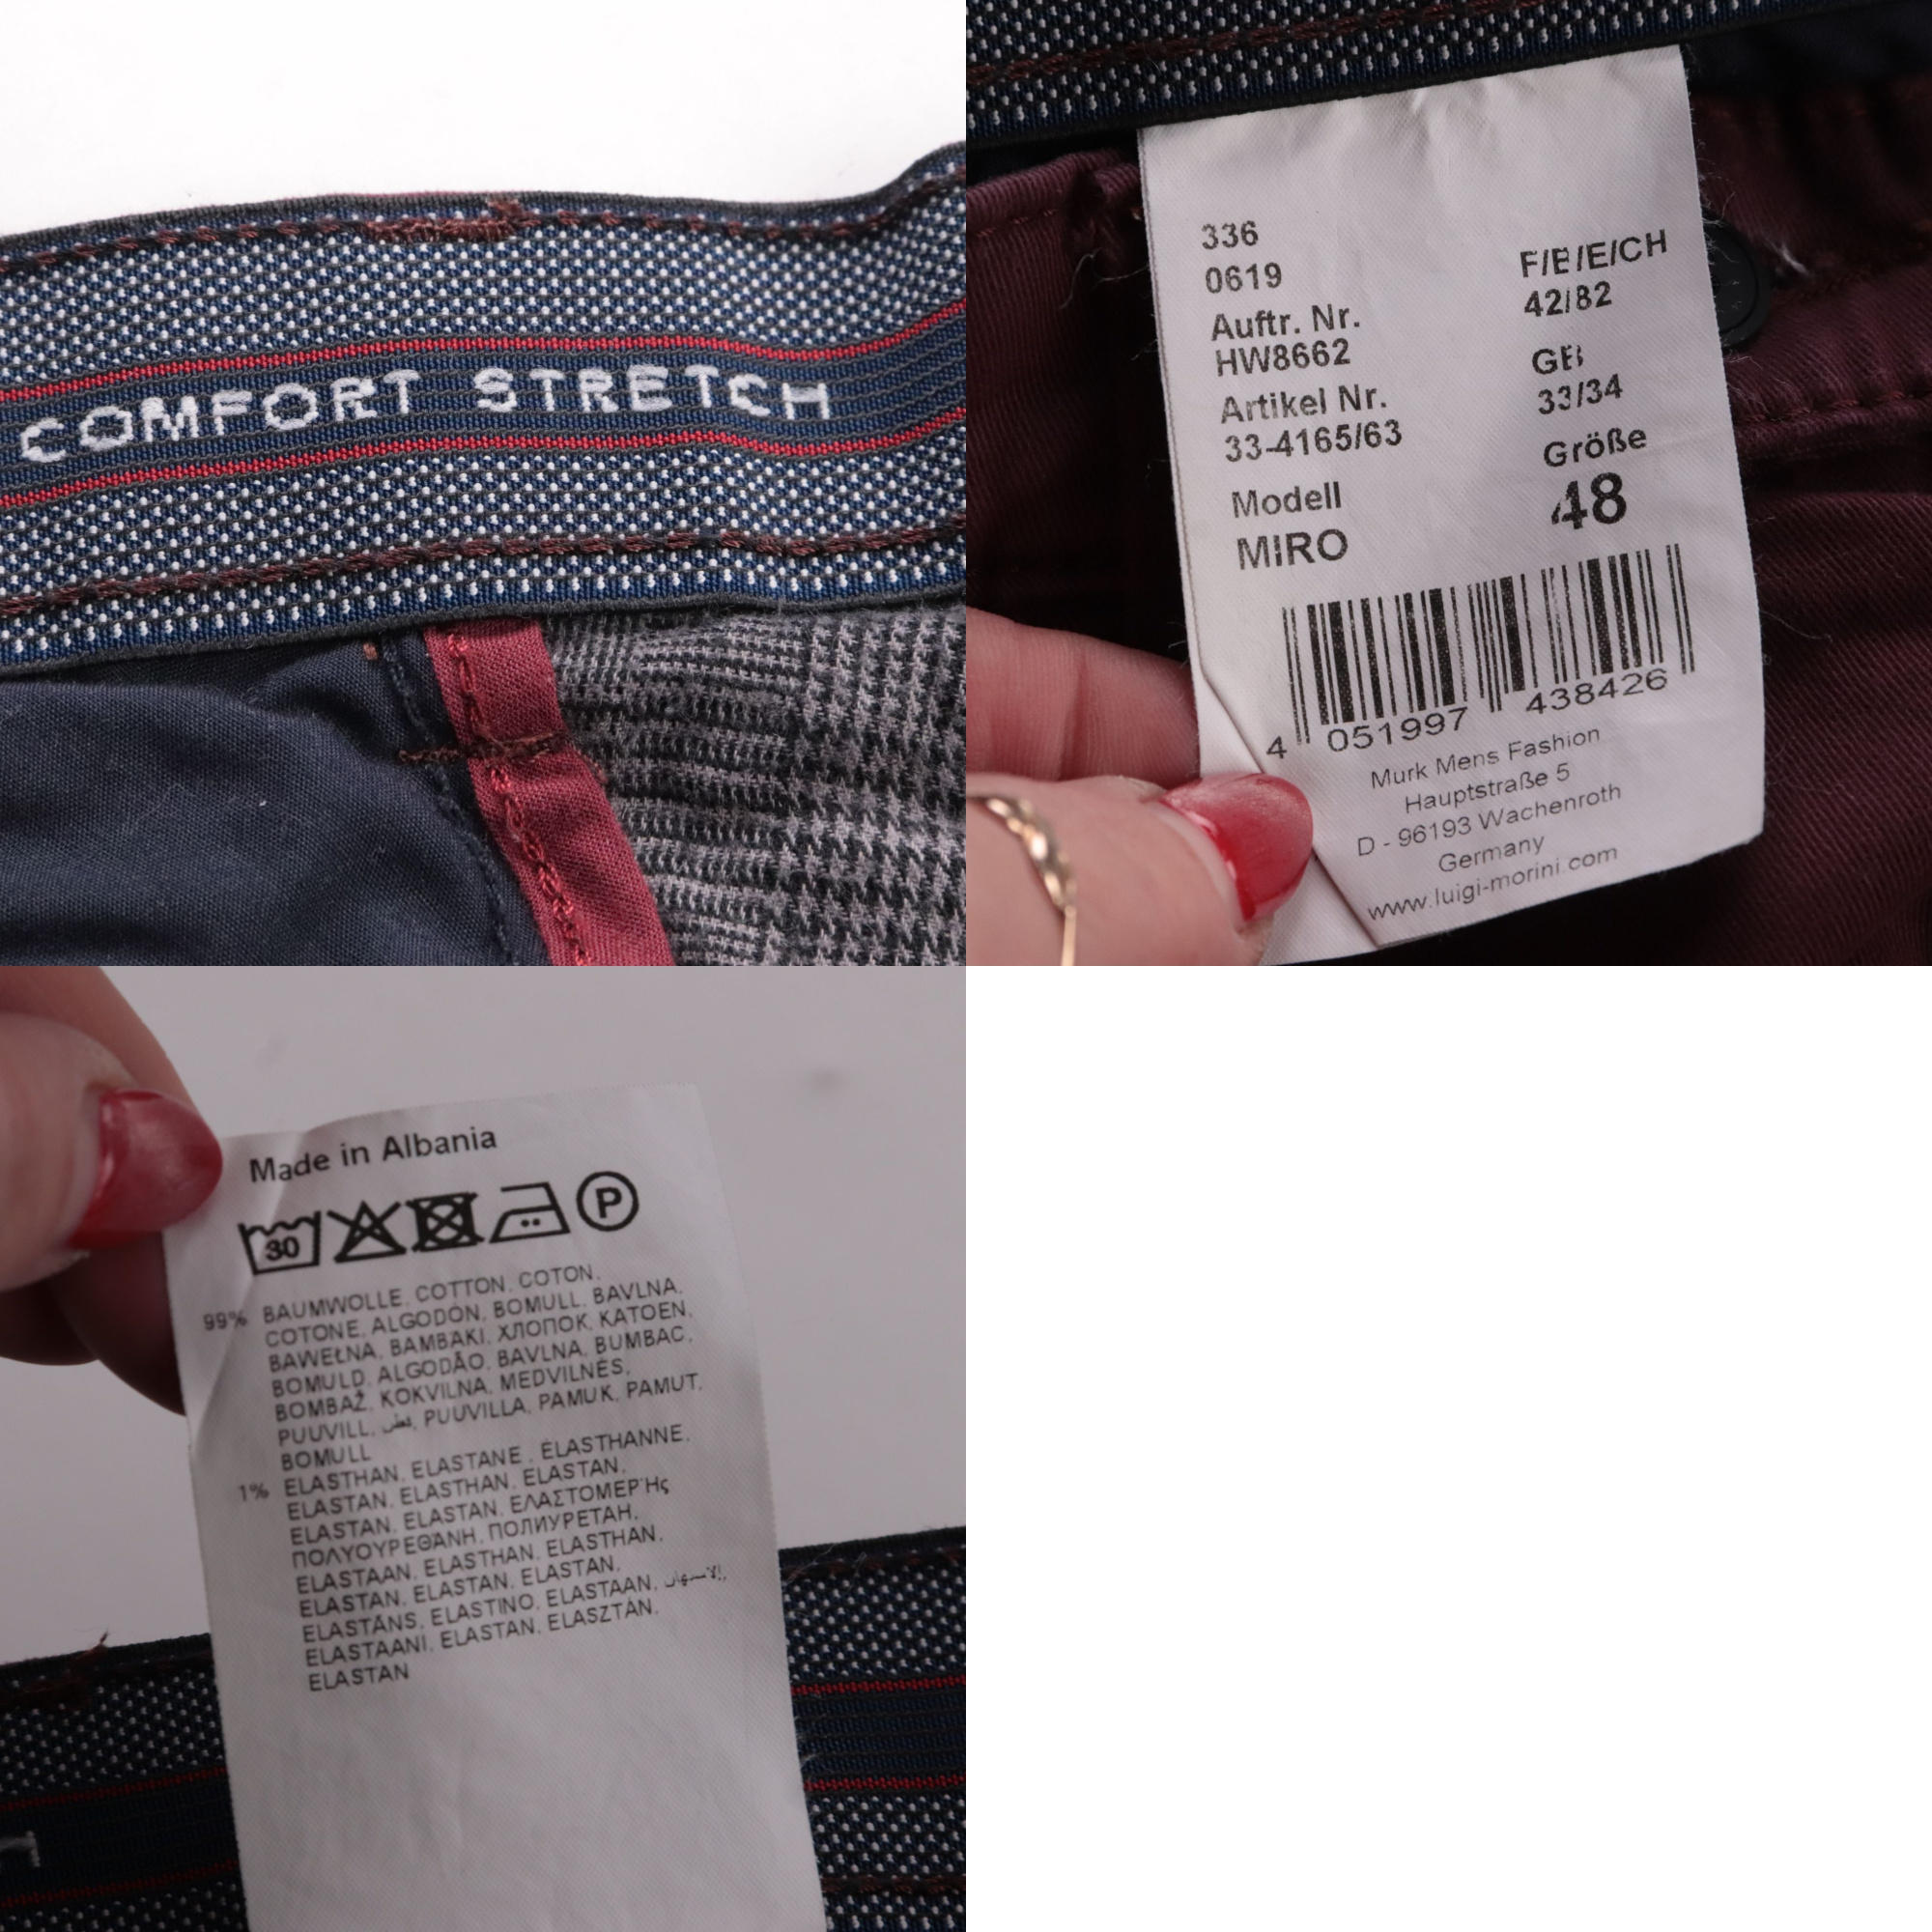 COMFORT STRETCH
336
0619
Auftr. Nr.
HW8662
Artikel Nr.
33-4165/63
Modell
MIRO
F/B/E/CH
42/82
GB
33/34
Größe
48
4 051997 438426
Murk Mens Fashion
Hauptstraße 5
D - 96193 Wachenroth
Germany
www.luigi-morini.com
Made in Albania
30 P
99% BAUMWOLLE, COTTON, COTON,
COTONE, ALGODÓN, BOMULL, BAVLNA,
BAWEŁNA, BAMBAKI, ХЛОПОК, KATOEN,
BOMULD, ALGODÃO, BAVLNA, BUMBAC,
BOMBAŽ, KOKVILNA, MEDVILNĖS,
PUUVILL, قطن, PUUVILLA, PAMUK, PAMUT,
BOMULL
1% ELASTHAN, ELASTANE, ÉLASTHANNE,
ELASTAN, ELASTHAN, ELASTAN,
ELASTAN, ELASTAN, ΕΛΑΣΤΟΜΕΡΉς
ΠΟΛΥΟΥΡΕΘΆΝΗ, ПОЛИУРЕТАН,
ELASTAAN, ELASTHAN, ELASTHAN,
ELASTAN, ELASTAN, ELASTAN,
ELASTĀNS, ELASTINO, ELASTAAN,
ELASTAANI, ELASTAN, ELASZTÁN,
ELASTAN